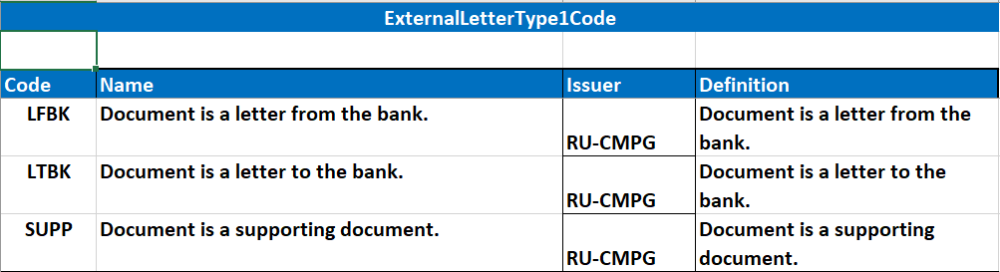 ExternalLetterType1Code
Code Name Issuer Definition
LFBK Document is a letter from the bank. RU-CMPG Document is a letter from the
bank.
LTBK Document is a letter to the bank. RU-CMPG Document is a letter to the
bank.
SUPP Document is a supporting document. RU-CMPG Document is a supporting
document.